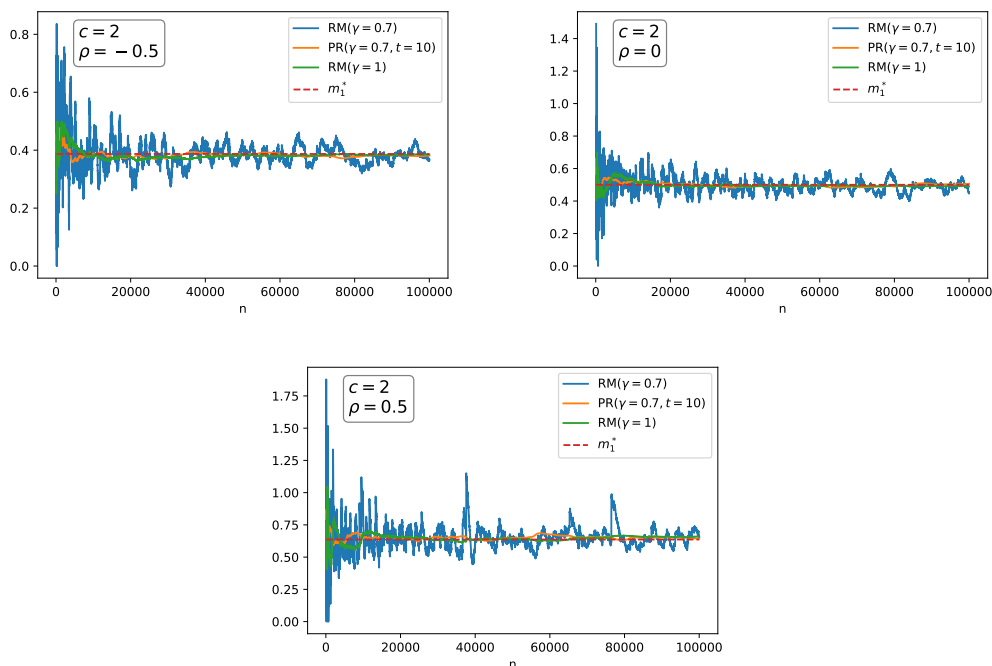 c = 2
ρ = −0.5
RM(γ = 0.7)
PR(γ = 0.7, t = 10)
RM(γ = 1)
m₁*
0.8
0.6
0.4
0.2
0.0
0 20000 40000 60000 80000 100000
n
c = 2
ρ = 0
RM(γ = 0.7)
PR(γ = 0.7, t = 10)
RM(γ = 1)
m₁*
1.4
1.2
1.0
0.8
0.6
0.4
0.2
0.0
0 20000 40000 60000 80000 100000
n
c = 2
ρ = 0.5
RM(γ = 0.7)
PR(γ = 0.7, t = 10)
RM(γ = 1)
m₁*
1.75
1.50
1.25
1.00
0.75
0.50
0.25
0.00
0 20000 40000 60000 80000 100000
n